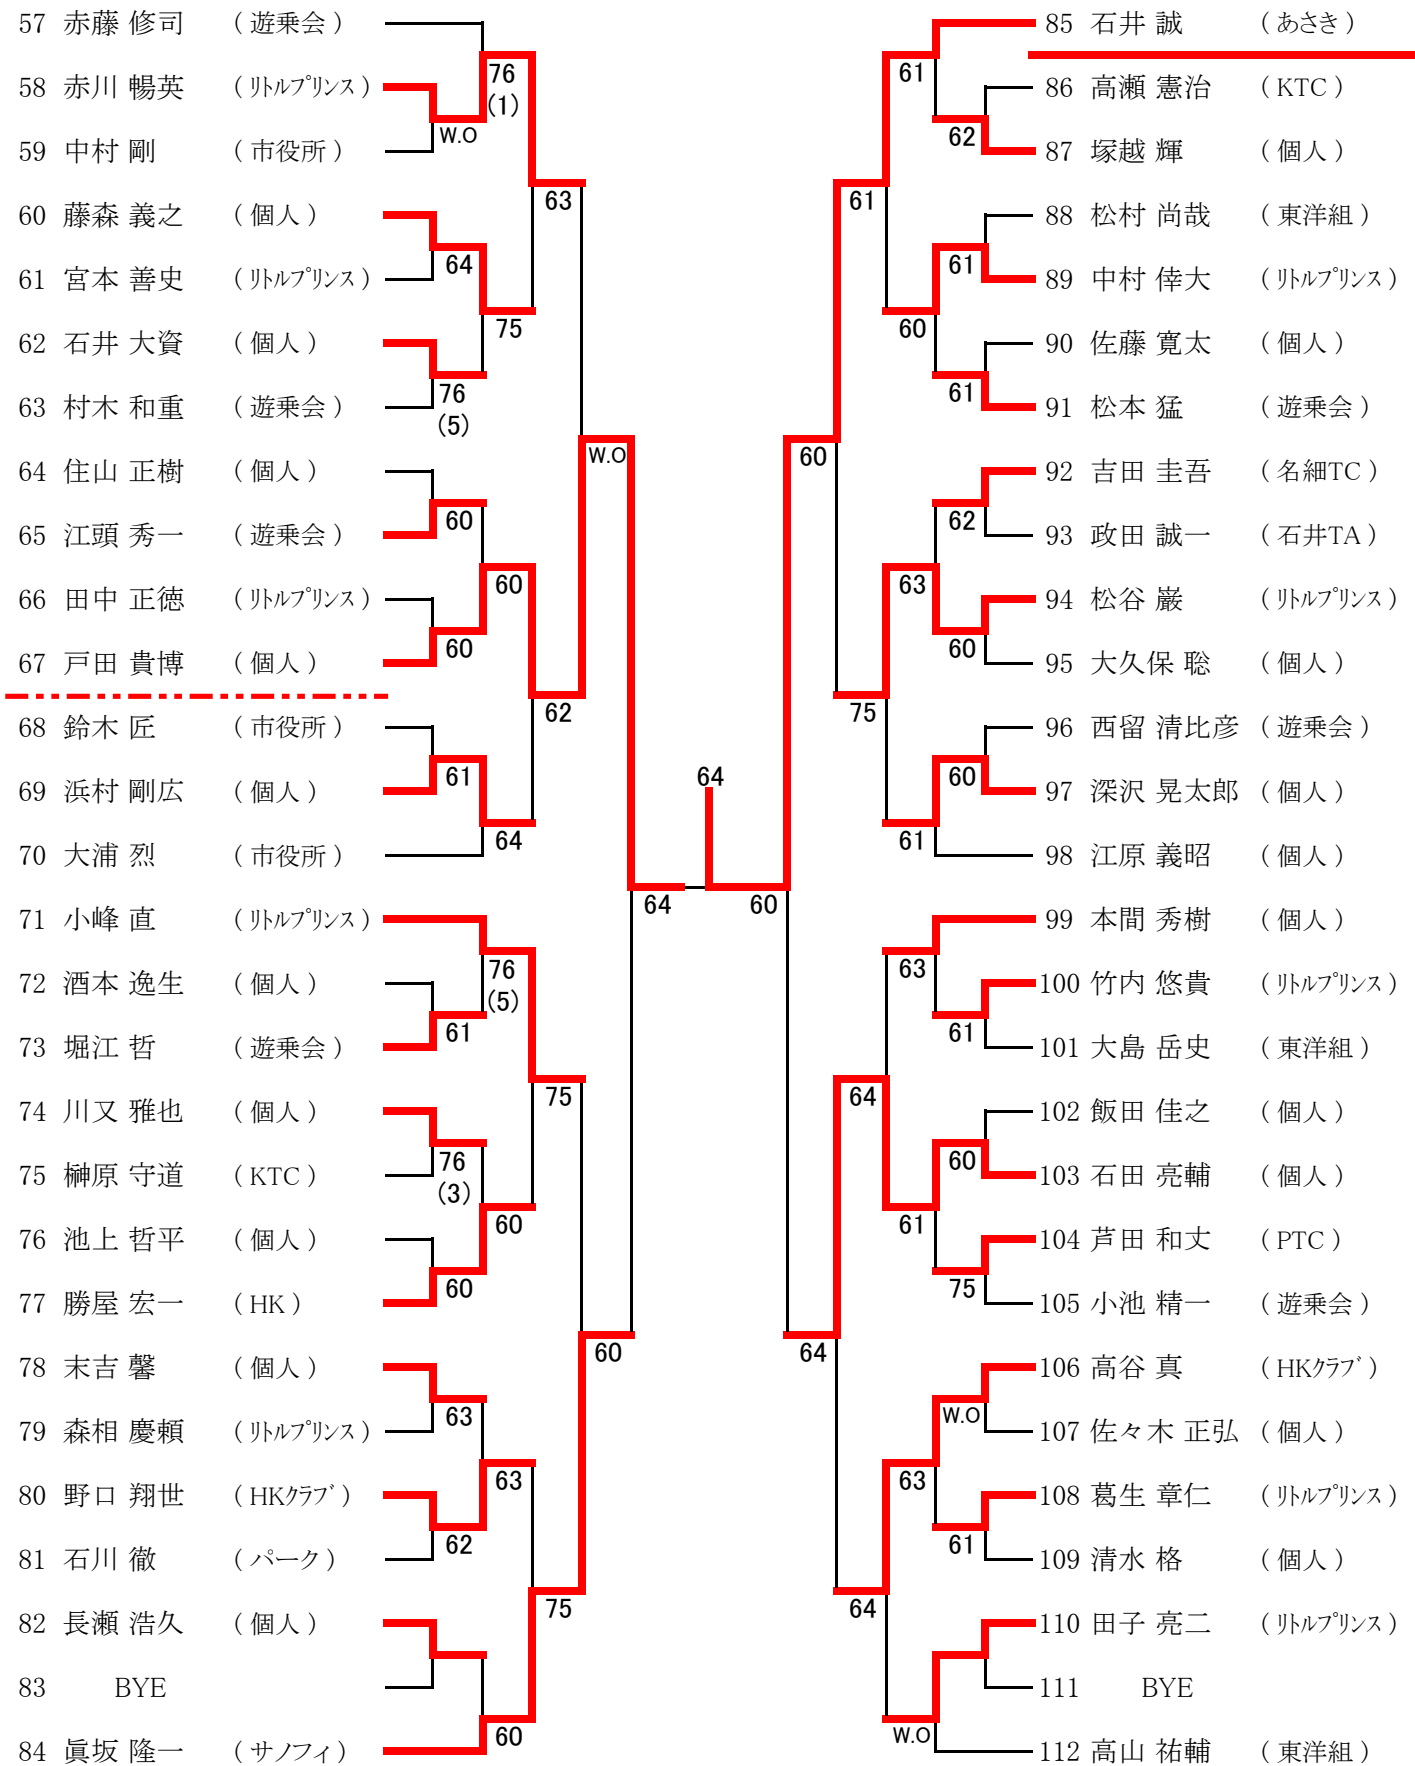 57 赤藤 修司 ( 遊乗会 )
76
(1)
58 赤川 暢英 ( リトルプリンス )
W.O
59 中村 剛 ( 市役所 )
63
60 藤森 義之 ( 個人 )
64
61 宮本 善史 ( リトルプリンス )
75
62 石井 大資 ( 個人 )
76
(5)
63 村木 和重 ( 遊乗会 )
W.O
64 住山 正樹 ( 個人 )
60
65 江頭 秀一 ( 遊乗会 )
60
66 田中 正徳 ( リトルプリンス )
60
67 戸田 貴博 ( 個人 )
62
68 鈴木 匠 ( 市役所 )
61
69 浜村 剛広 ( 個人 )
64
70 大浦 烈 ( 市役所 )
64
71 小峰 直 ( リトルプリンス )
76
(5)
72 酒本 逸生 ( 個人 )
61
73 堀江 哲 ( 遊乗会 )
75
74 川又 雅也 ( 個人 )
76
(3)
75 榊原 守道 ( KTC )
60
76 池上 哲平 ( 個人 )
60
77 勝屋 宏一 ( HK )
60
78 末吉 馨 ( 個人 )
63
79 森相 慶頼 ( リトルプリンス )
63
80 野口 翔世 ( HKクラブ )
62
81 石川 徹 ( パーク )
75
82 長瀬 浩久 ( 個人 )
83 BYE
60
84 眞坂 隆一 ( サノフィ )
64
60
85 石井 誠 ( あさき )
61
86 高瀬 憲治 ( KTC )
62
87 塚越 輝 ( 個人 )
61
88 松村 尚哉 ( 東洋組 )
61
89 中村 倖大 ( リトルプリンス )
60
90 佐藤 寛太 ( 個人 )
61
91 松本 猛 ( 遊乗会 )
60
92 吉田 圭吾 ( 名細TC )
62
93 政田 誠一 ( 石井TA )
63
94 松谷 巌 ( リトルプリンス )
60
95 大久保 聡 ( 個人 )
75
96 西留 清比彦 ( 遊乗会 )
60
97 深沢 晃太郎 ( 個人 )
61
98 江原 義昭 ( 個人 )
99 本間 秀樹 ( 個人 )
63
100 竹内 悠貴 ( リトルプリンス )
61
101 大島 岳史 ( 東洋組 )
64
102 飯田 佳之 ( 個人 )
60
103 石田 亮輔 ( 個人 )
61
104 芦田 和丈 ( PTC )
75
105 小池 精一 ( 遊乗会 )
64
106 高谷 真 ( HKクラブ )
W.O
107 佐々木 正弘 ( 個人 )
63
108 葛生 章仁 ( リトルプリンス )
61
109 清水 格 ( 個人 )
64
110 田子 亮二 ( リトルプリンス )
111 BYE
W.O
112 高山 祐輔 ( 東洋組 )